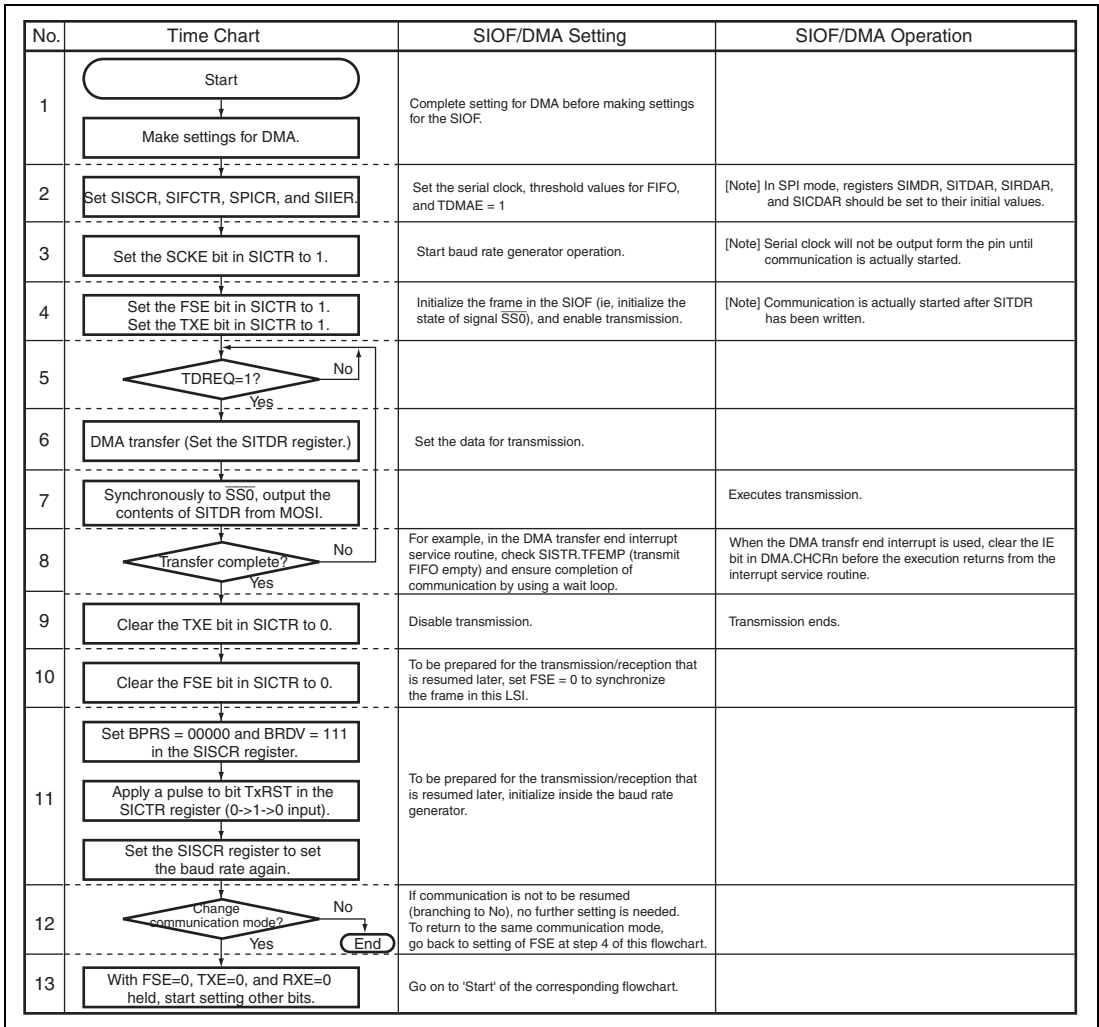 No.
Time Chart
SIOF/DMA Setting
SIOF/DMA Operation
1
Start
Make settings for DMA.
Complete setting for DMA before making settings
for the SIOF.
2
Set SISCR, SIFCTR, SPICR, and SIIER.
Set the serial clock, threshold values for FIFO,
and TDMAE = 1
[Note] In SPI mode, registers SIMDR, SITDAR, SIRDAR,
and SICDAR should be set to their initial values.
3
Set the SCKE bit in SICTR to 1.
Start baud rate generator operation.
[Note] Serial clock will not be output form the pin until
communication is actually started.
4
Set the FSE bit in SICTR to 1.
Set the TXE bit in SICTR to 1.
Initialize the frame in the SIOF (ie, initialize the
state of signal S̅S̅0̅), and enable transmission.
[Note] Communication is actually started after SITDR
has been written.
5
TDREQ=1?
No
Yes
6
DMA transfer (Set the SITDR register.)
Set the data for transmission.
7
Synchronously to S̅S̅0̅, output the
contents of SITDR from MOSI.
Executes transmission.
8
Transfer complete?
No
Yes
For example, in the DMA transfer end interrupt
service routine, check SISTR.TFEMP (transmit
FIFO empty) and ensure completion of
communication by using a wait loop.
When the DMA transfr end interrupt is used, clear the IE
bit in DMA.CHCRn before the execution returns from the
interrupt service routine.
9
Clear the TXE bit in SICTR to 0.
Disable transmission.
Transmission ends.
10
Clear the FSE bit in SICTR to 0.
To be prepared for the transmission/reception that
is resumed later, set FSE = 0 to synchronize
the frame in this LSI.
11
Set BPRS = 00000 and BRDV = 111
in the SISCR register.
Apply a pulse to bit TxRST in the
SICTR register (0->1->0 input).
Set the SISCR register to set
the baud rate again.
To be prepared for the transmission/reception that
is resumed later, initialize inside the baud rate
generator.
12
Change
communication mode?
No
Yes
End
If communication is not to be resumed
(branching to No), no further setting is needed.
To return to the same communication mode,
go back to setting of FSE at step 4 of this flowchart.
13
With FSE=0, TXE=0, and RXE=0
held, start setting other bits.
Go on to 'Start' of the corresponding flowchart.